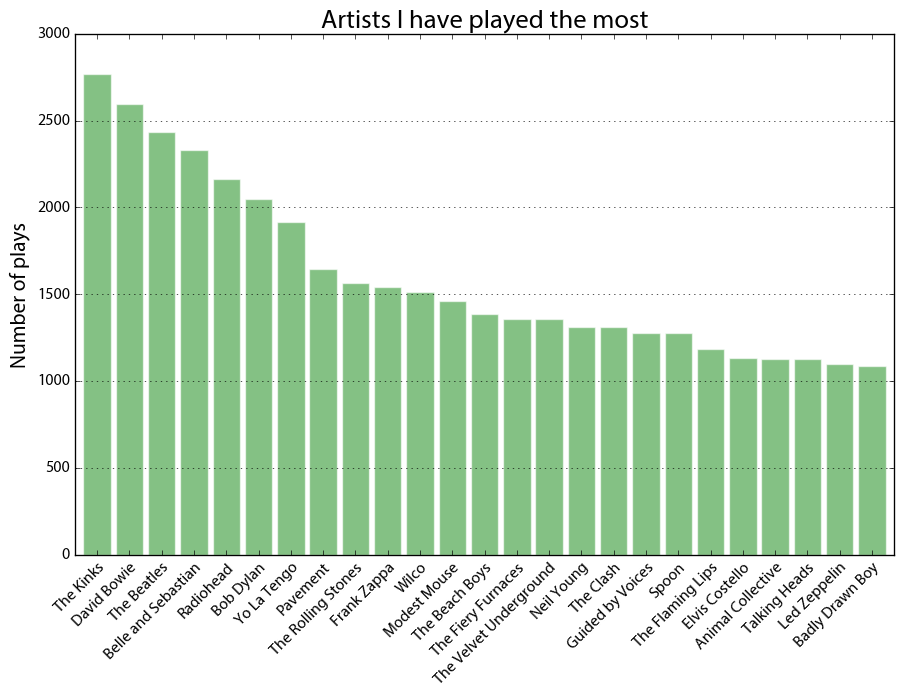 Artists I have played the most
3000
2500
2000
1500
1000
500
0
Number of plays
The Kinks
David Bowie
The Beatles
Belle and Sebastian
Radiohead
Bob Dylan
Yo La Tengo
Pavement
The Rolling Stones
Frank Zappa
Wilco
Modest Mouse
The Beach Boys
The Fiery Furnaces
The Velvet Underground
Neil Young
The Clash
Guided by Voices
Spoon
The Flaming Lips
Elvis Costello
Animal Collective
Talking Heads
Led Zeppelin
Badly Drawn Boy